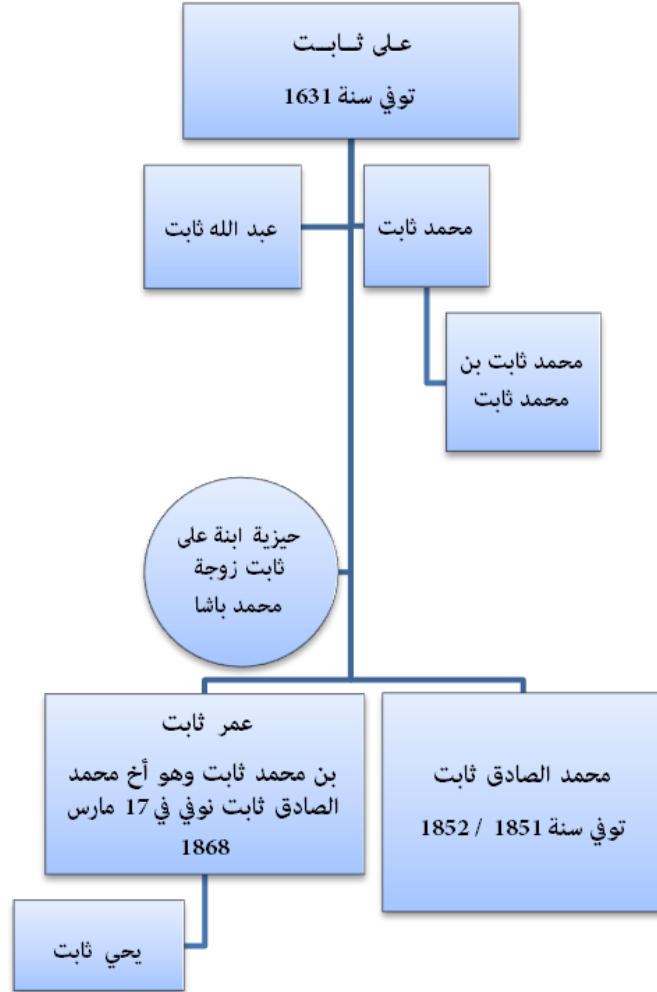 على ثــابــت
توفي سنة 1631
محمد ثابت
عبد الله ثابت
محمد ثابت بن
محمد ثابت
حيزية ابنة على
ثابت زوجة
محمد باشا
محمد الصادق ثابت
توفي سنة 1851 / 1852
عمر ثابت
بن محمد ثابت وهو أخ محمد
الصادق ثابت نوفي في 17 مارس
1868
يحي ثابت